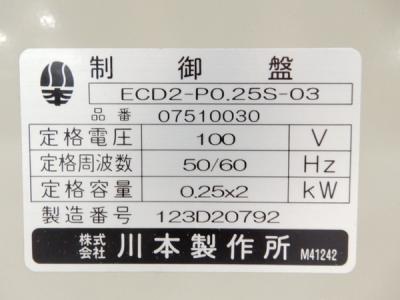 制御盤
ECD2-P0.25S-03
品番 07510030
定格電圧 100 V
定格周波数 50/60 Hz
定格容量 0.25x2 kW
製造番号 123D20792
株式会社 川本製作所 M41242